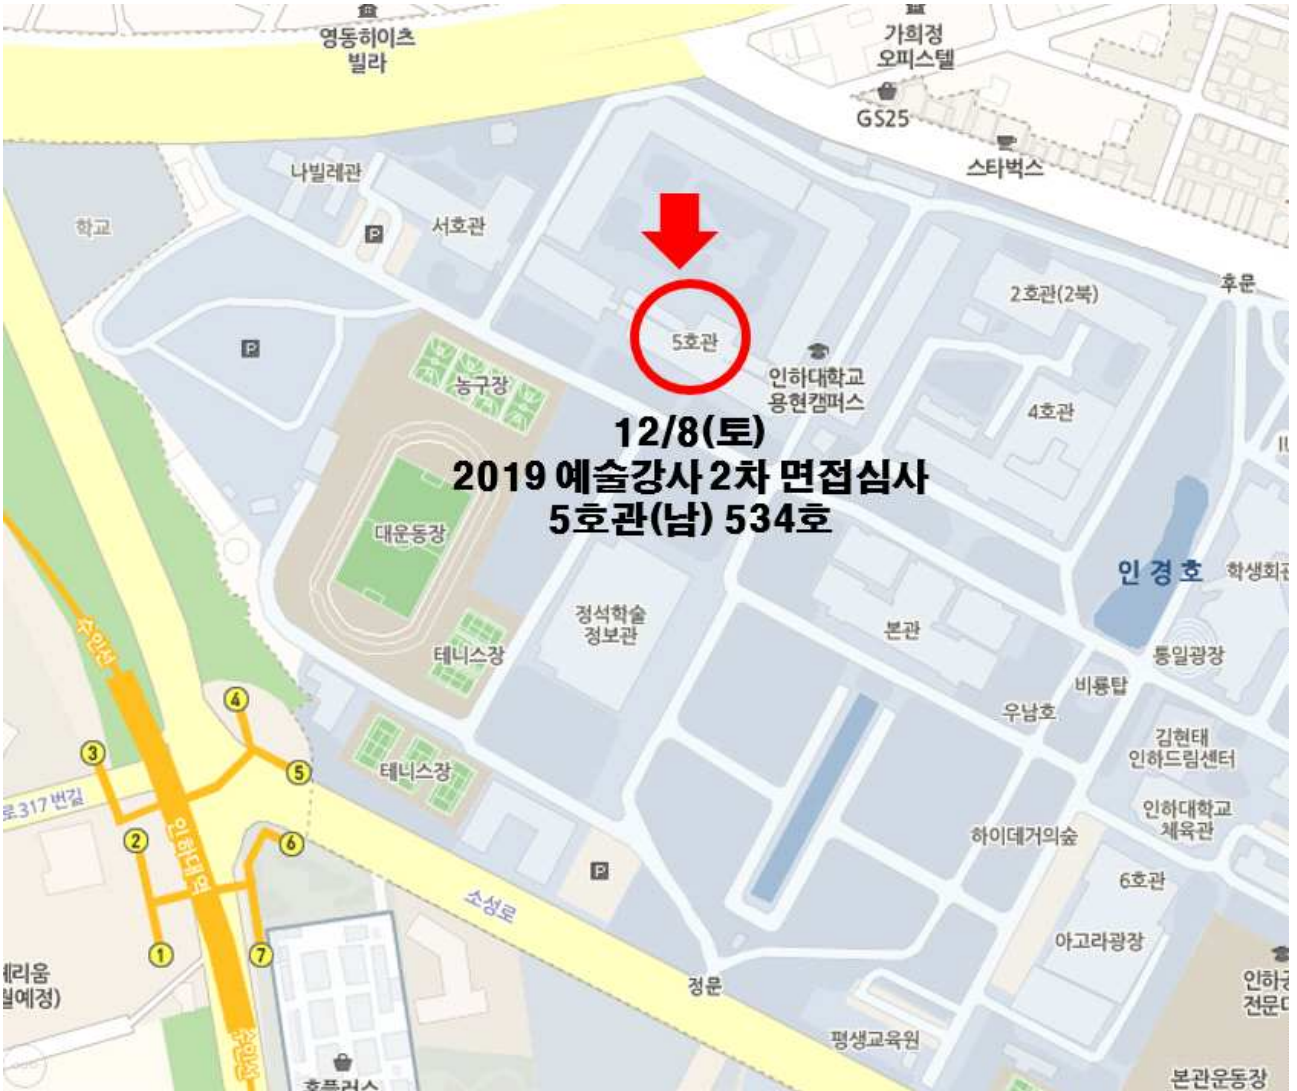 영동하이츠
빌라
가희정
오피스텔
GS25
스타벅스
나빌레관
학교
서호관
P
2호관(2북)
후문
5호관
P
인하대학교
용현캠퍼스
농구장
4호관
12/8(토)
2019 예술강사 2차 면접심사
5호관(남) 534호
대운동장
인경호
학생회관
정석학술
정보관
본관
수인선
테니스장
통일광장
비룡탑
4
우남호
3
김현태
인하드림센터
5
테니스장
로317번길
인하대학교
체육관
2
6
하이데거의숲
인하대역
P
6호관
소성로
아고라광장
1
7
정문
평생교육원
수인선
홈플러스
본관운동장